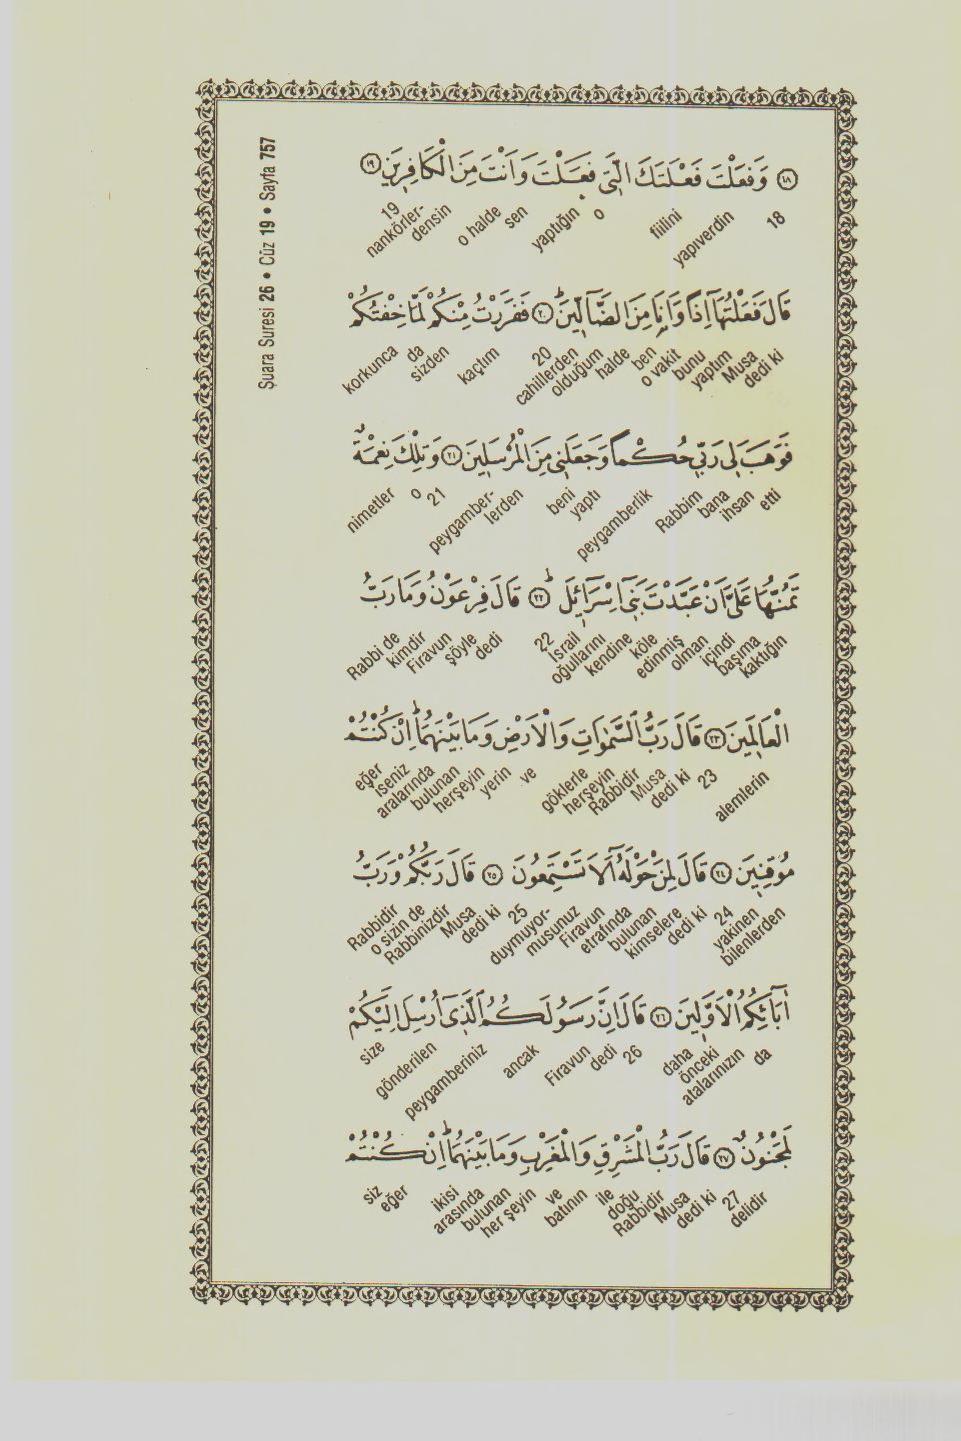 Şuara Suresi 26 • Cüz 19 • Sayfa 757
﴿١٨﴾ وَفَعَلْتَ فَعْلَتَكَ الَّتِي فَعَلْتَ وَاَنْتَ مِنَ الْكَافِرِينَ ﴿١٩﴾
18 yapıverdin fiilini o yaptığın sen o halde nankörler-densin 19
قَالَ فَعَلْتُهَٓا اِذًا وَاَنَا۬ مِنَ الضَّٓالِّينَۜ ﴿٢٠﴾ فَفَرَرْتُ مِنْكُمْ لَمَّا خِفْتُكُمْ
dedi ki Musa yaptım bunu o vakit ben halde olduğum cahillerden 20 kaçtım sizden da korkunca
فَوَهَبَ لِي رَبِّي حُكْمًا وَجَعَلَنِي مِنَ الْمُرْسَلِينَ ﴿٢١﴾ وَتِلْكَ نِعْمَةٌ
etti ihsan bana Rabbim peygamberlik yaptı beni peygamber-lerden 21 o nimetler
تَمُنُّهَا عَلَيَّ اَنْ عَبَّدْتَ بَنِٓي اِسْرَٓائِلَۜ ﴿٢٢﴾ قَالَ فِرْعَوْنُ وَمَا رَبُّ
kaktığın başıma içindi olman edinmiş köle kendine oğullarını İsrail 22 dedi şöyle Firavun kimdir Rabbi de
الْعَالَمِينَ ﴿٢٣﴾ قَالَ رَبُّ السَّمٰوَاتِ وَالْاَرْضِ وَمَا بَيْنَهُمَاۜ اِنْ كُنْتُمْ
alemlerin 23 dedi ki Musa Rabbidir herşeyin göklerle ve yerin herşeyin bulunan aralarında iseniz eğer
مُوقِنِينَ ﴿٢٤﴾ قَالَ لِمَنْ حَوْلَهُٓ اَلَا تَسْتَمِعُونَ ﴿٢٥﴾ قَالَ رَبُّكُمْ وَرَبُّ
bilenlerden yakinen 24 dedi ki kimselere bulunan etrafında Firavun duymuyor-musunuz 25 dedi ki Musa Rabbinizdir o sizin de Rabbidir
اٰبَٓائِكُمُ الْاَوَّلِينَ ﴿٢٦﴾ قَالَ اِنَّ رَسُولَكُمُ الَّذِٓي اُرْسِلَ اِلَيْكُمْ
da atalarınızın önceki daha 26 dedi Firavun ancak peygamberiniz gönderilen size
لَمَجْنُونٌ ﴿٢٧﴾ قَالَ رَبُّ الْمَشْرِقِ وَالْمَغْرِبِ وَمَا بَيْنَهُمَاۜ اِنْ كُنْتُمْ
delidir 27 dedi ki Musa Rabbidir doğu ile batının ve her şeyin bulunan arasında ikisi eğer siz